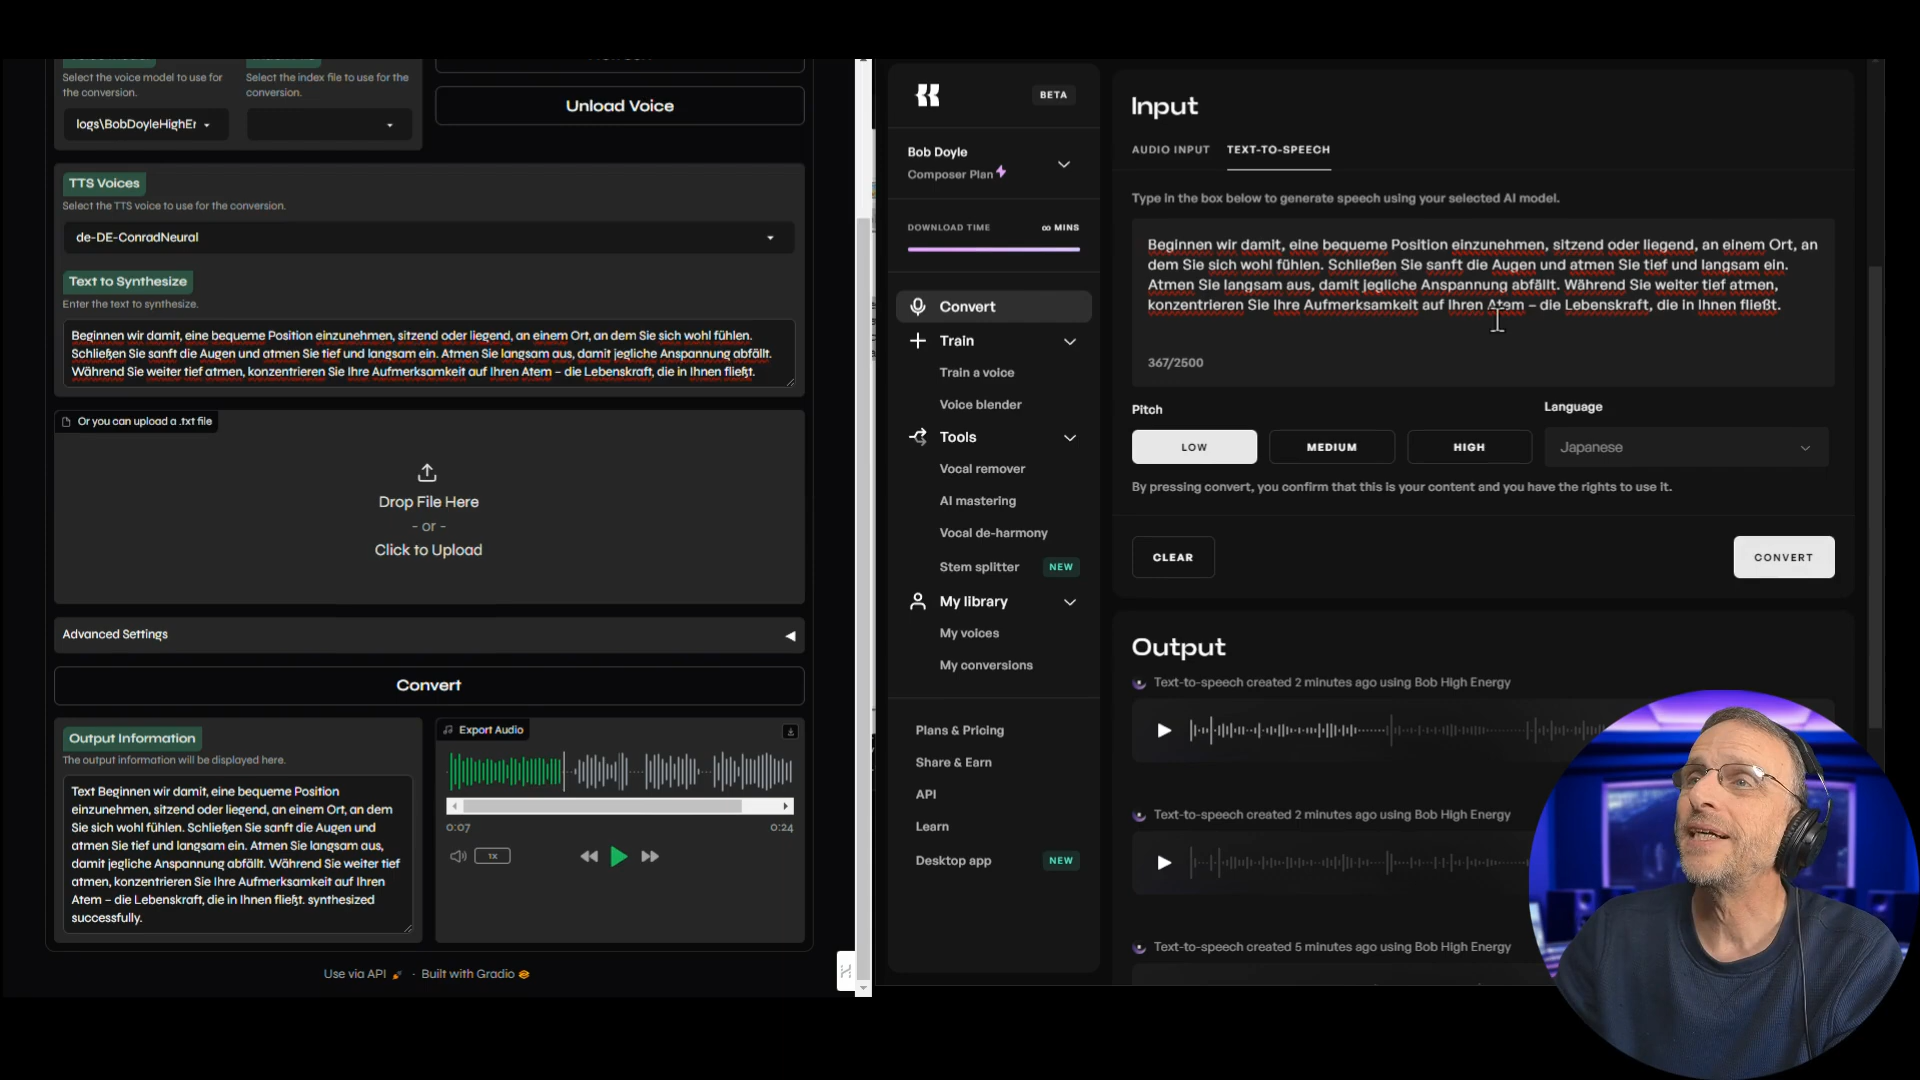 Select the voice model to use for
the conversion.
Select the index file to use for the
conversion.
logs\BobDoyleHighEr
Unload Voice
TTS Voices
Select the TTS voice to use for the conversion.
de-DE-ConradNeural
Text to Synthesize
Enter the text to synthesize.
Beginnen wir damit, eine bequeme Position einzunehmen, sitzend oder liegend, an einem Ort, an dem Sie sich wohl fühlen.
Schließen Sie sanft die Augen und atmen Sie tief und langsam ein. Atmen Sie langsam aus, damit jegliche Anspannung abfällt.
Während Sie weiter tief atmen, konzentrieren Sie Ihre Aufmerksamkeit auf Ihren Atem – die Lebenskraft, die in Ihnen fließt.
Or you can upload a .txt file
Drop File Here
- or -
Click to Upload
Advanced Settings
Convert
Output Information
The output information will be displayed here.
Text Beginnen wir damit, eine bequeme Position
einzunehmen, sitzend oder liegend, an einem Ort, an dem
Sie sich wohl fühlen. Schließen Sie sanft die Augen und
atmen Sie tief und langsam ein. Atmen Sie langsam aus,
damit jegliche Anspannung abfällt. Während Sie weiter tief
atmen, konzentrieren Sie Ihre Aufmerksamkeit auf Ihren
Atem – die Lebenskraft, die in Ihnen fließt. synthesized
successfully.
Export Audio
0:07
0:24
1x
Use via API
· Built with Gradio
BETA
Bob Doyle
Composer Plan
DOWNLOAD TIME
∞ MINS
Convert
Train
Train a voice
Voice blender
Tools
Vocal remover
AI mastering
Vocal de-harmony
Stem splitter
NEW
My library
My voices
My conversions
Plans & Pricing
Share & Earn
API
Learn
Desktop app
NEW
Input
AUDIO INPUT
TEXT-TO-SPEECH
Type in the box below to generate speech using your selected AI model.
Beginnen wir damit, eine bequeme Position einzunehmen, sitzend oder liegend, an einem Ort, an
dem Sie sich wohl fühlen. Schließen Sie sanft die Augen und atmen Sie tief und langsam ein.
Atmen Sie langsam aus, damit jegliche Anspannung abfällt. Während Sie weiter tief atmen,
konzentrieren Sie Ihre Aufmerksamkeit auf Ihren Atem – die Lebenskraft, die in Ihnen fließt.
367/2500
Pitch
LOW
MEDIUM
HIGH
Language
Japanese
By pressing convert, you confirm that this is your content and you have the rights to use it.
CLEAR
CONVERT
Output
Text-to-speech created 2 minutes ago using Bob High Energy
Text-to-speech created 2 minutes ago using Bob High Energy
Text-to-speech created 5 minutes ago using Bob High Energy